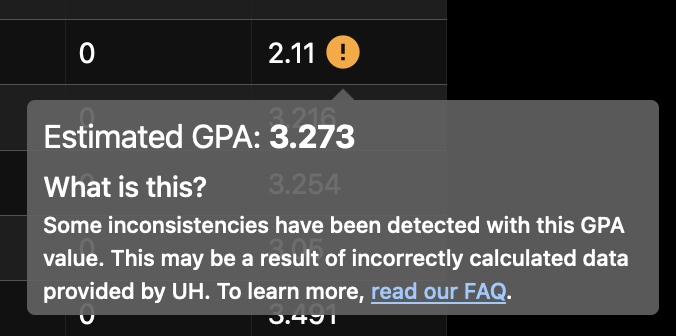 0 2.11 !
0 3.216
Estimated GPA: 3.273
What is this?
3.254
Some inconsistencies have been detected with this GPA
value. This may be a result of incorrectly calculated data
3.05
provided by UH. To learn more, read our FAQ.
0 3.491